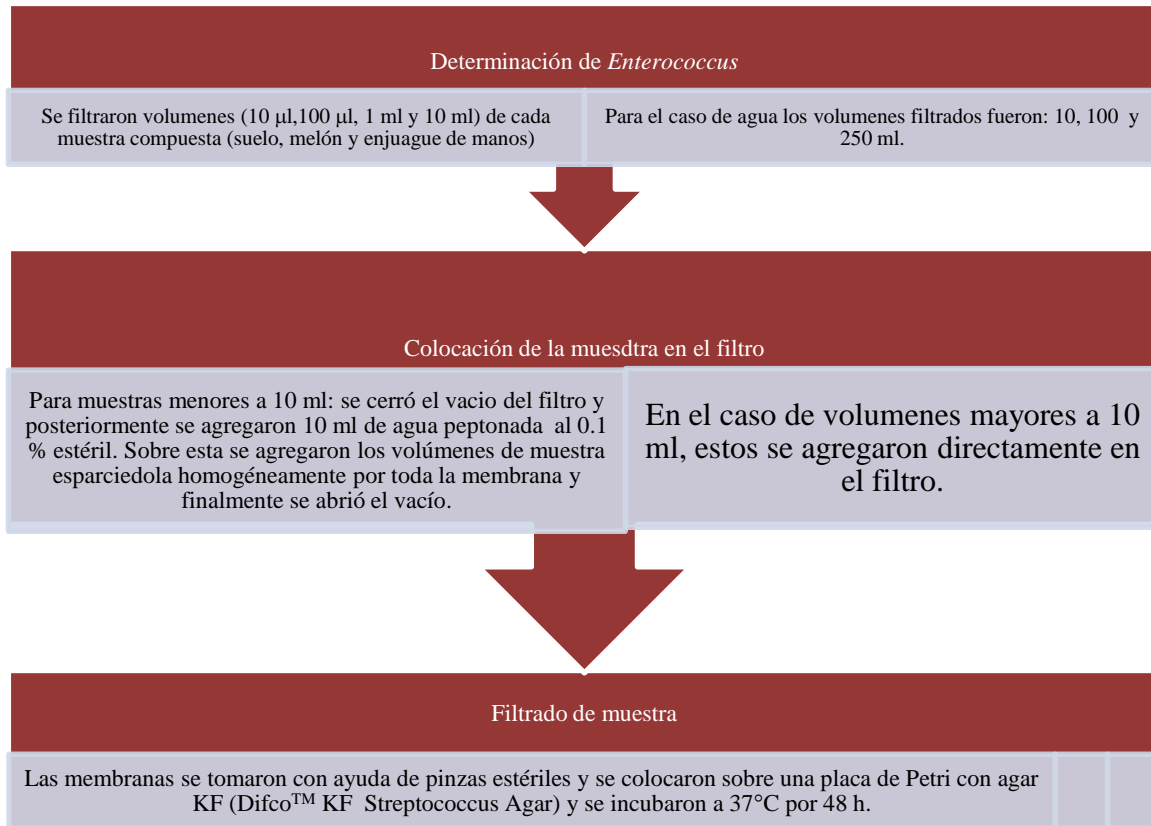 Determinación de Enterococcus
Se filtraron volumenes (10 µl,100 µl, 1 ml y 10 ml) de cada
muestra compuesta (suelo, melón y enjuague de manos)
Para el caso de agua los volumenes filtrados fueron: 10, 100 y
250 ml.
Colocación de la muesdtra en el filtro
Para muestras menores a 10 ml: se cerró el vacio del filtro y
posteriormente se agregaron 10 ml de agua peptonada al 0.1
% estéril. Sobre esta se agregaron los volúmenes de muestra
esparciedola homogéneamente por toda la membrana y
finalmente se abrió el vacío.
En el caso de volumenes mayores a 10
ml, estos se agregaron directamente en
el filtro.
Filtrado de muestra
Las membranas se tomaron con ayuda de pinzas estériles y se colocaron sobre una placa de Petri con agar
KF (Difco™ KF Streptococcus Agar) y se incubaron a 37°C por 48 h.